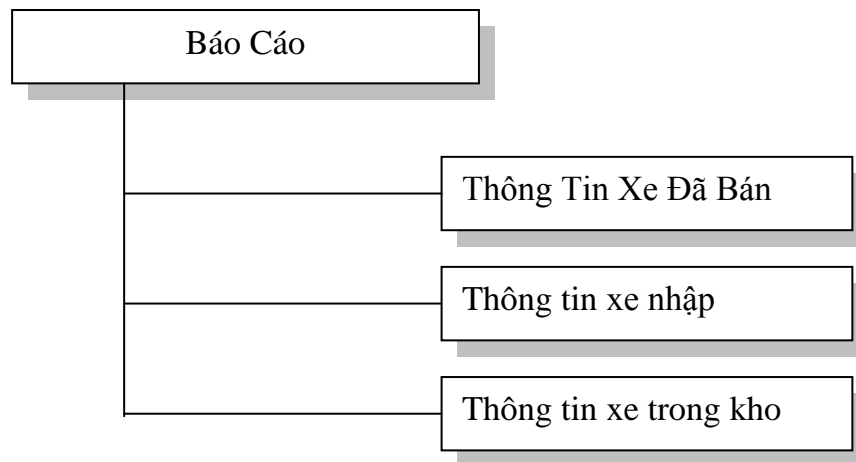 Báo Cáo
Thông Tin Xe Đã Bán
Thông tin xe nhập
Thông tin xe trong kho